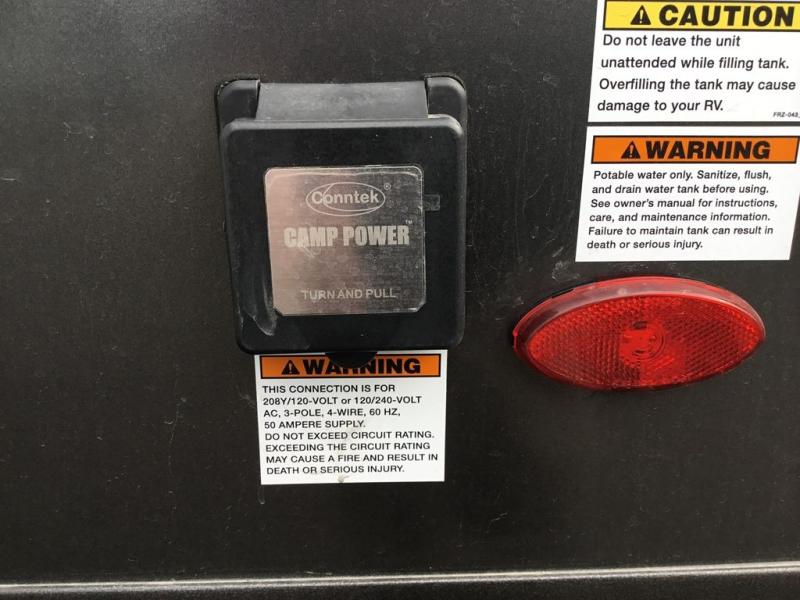 CAUTION
Do not leave the unit
unattended while filling tank.
Overfilling the tank may cause
damage to your RV.
WARNING
Potable water only. Sanitize, flush,
and drain water tank before using.
See owner's manual for instructions,
care, and maintenance information.
Failure to maintain tank can result in
death or serious injury.
Conntek®
CAMP POWER™
TURN AND PULL
WARNING
THIS CONNECTION IS FOR
208Y/120-VOLT or 120/240-VOLT
AC, 3-POLE, 4-WIRE, 60 HZ,
50 AMPERE SUPPLY.
DO NOT EXCEED CIRCUIT RATING.
EXCEEDING THE CIRCUIT RATING
MAY CAUSE A FIRE AND RESULT IN
DEATH OR SERIOUS INJURY.